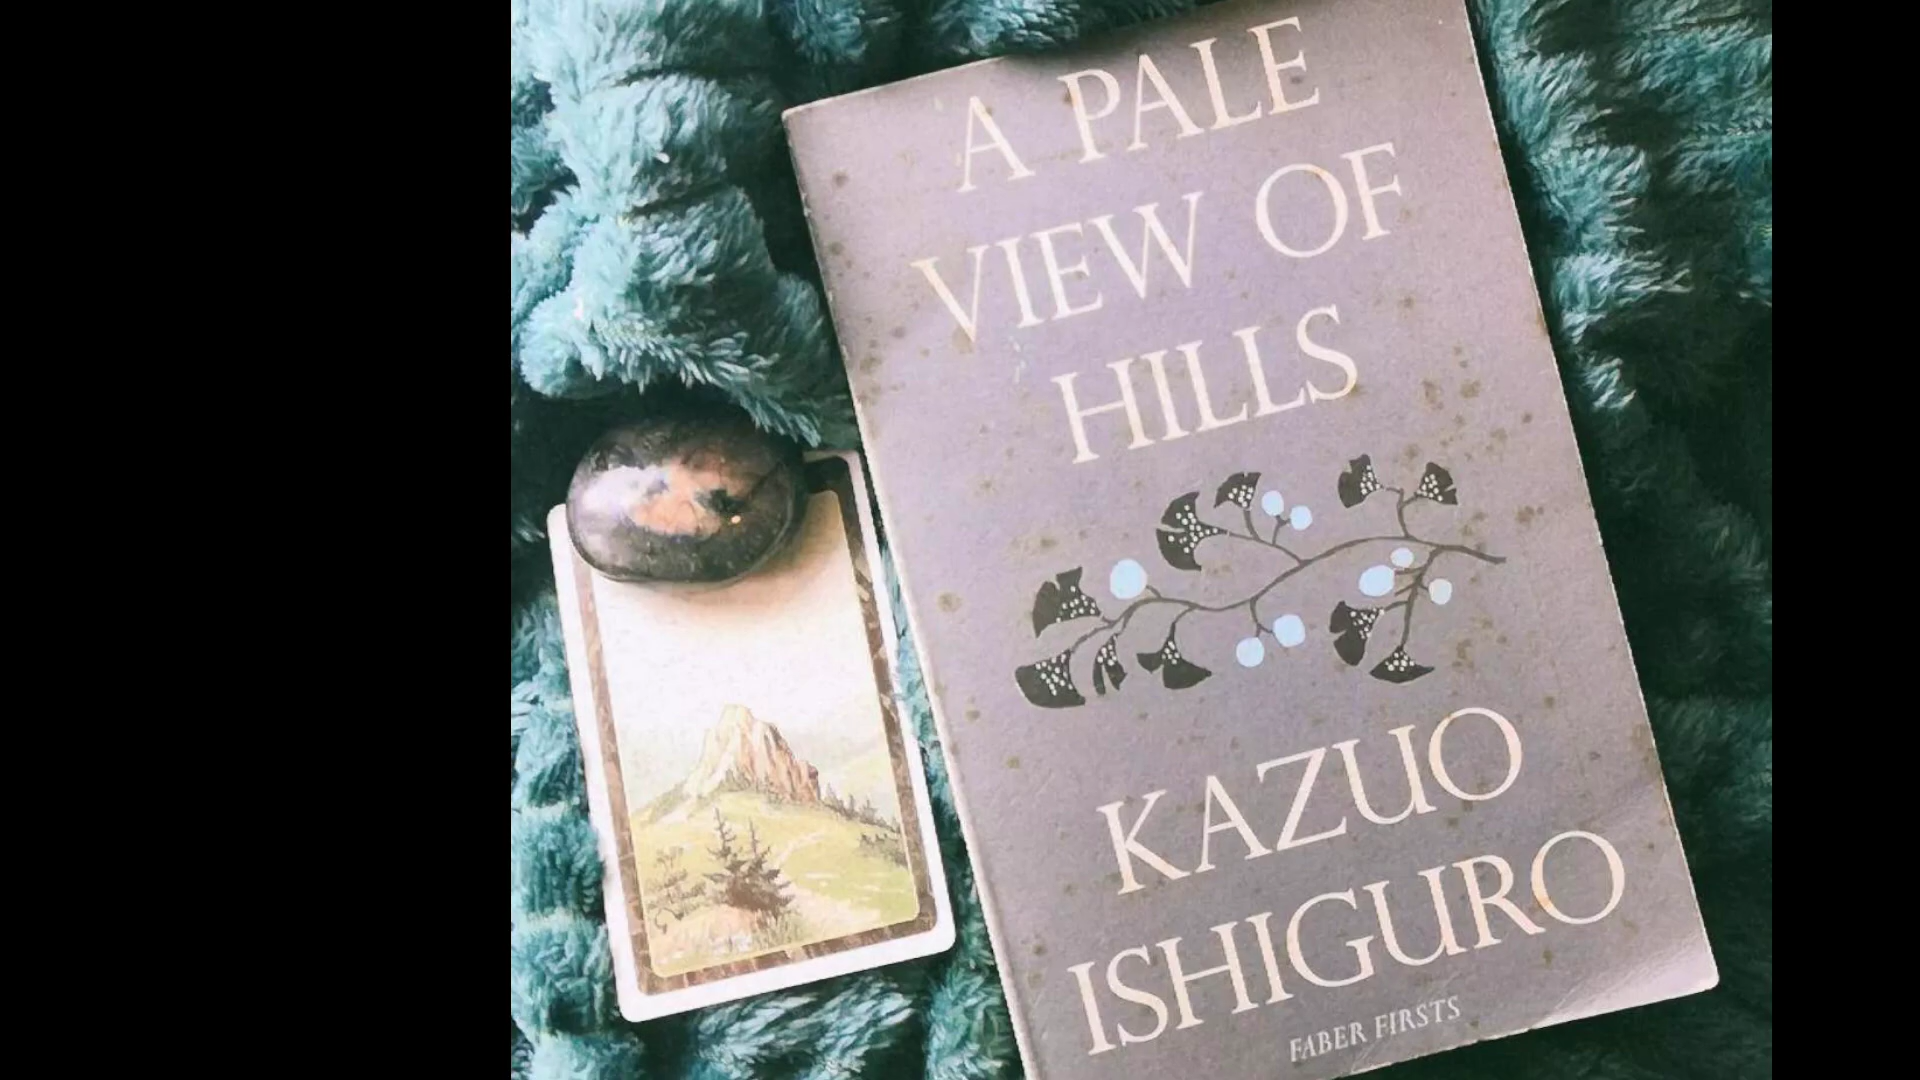 A PALE
VIEW OF
HILLS
KAZUO
ISHIGURO
FABER FIRSTS